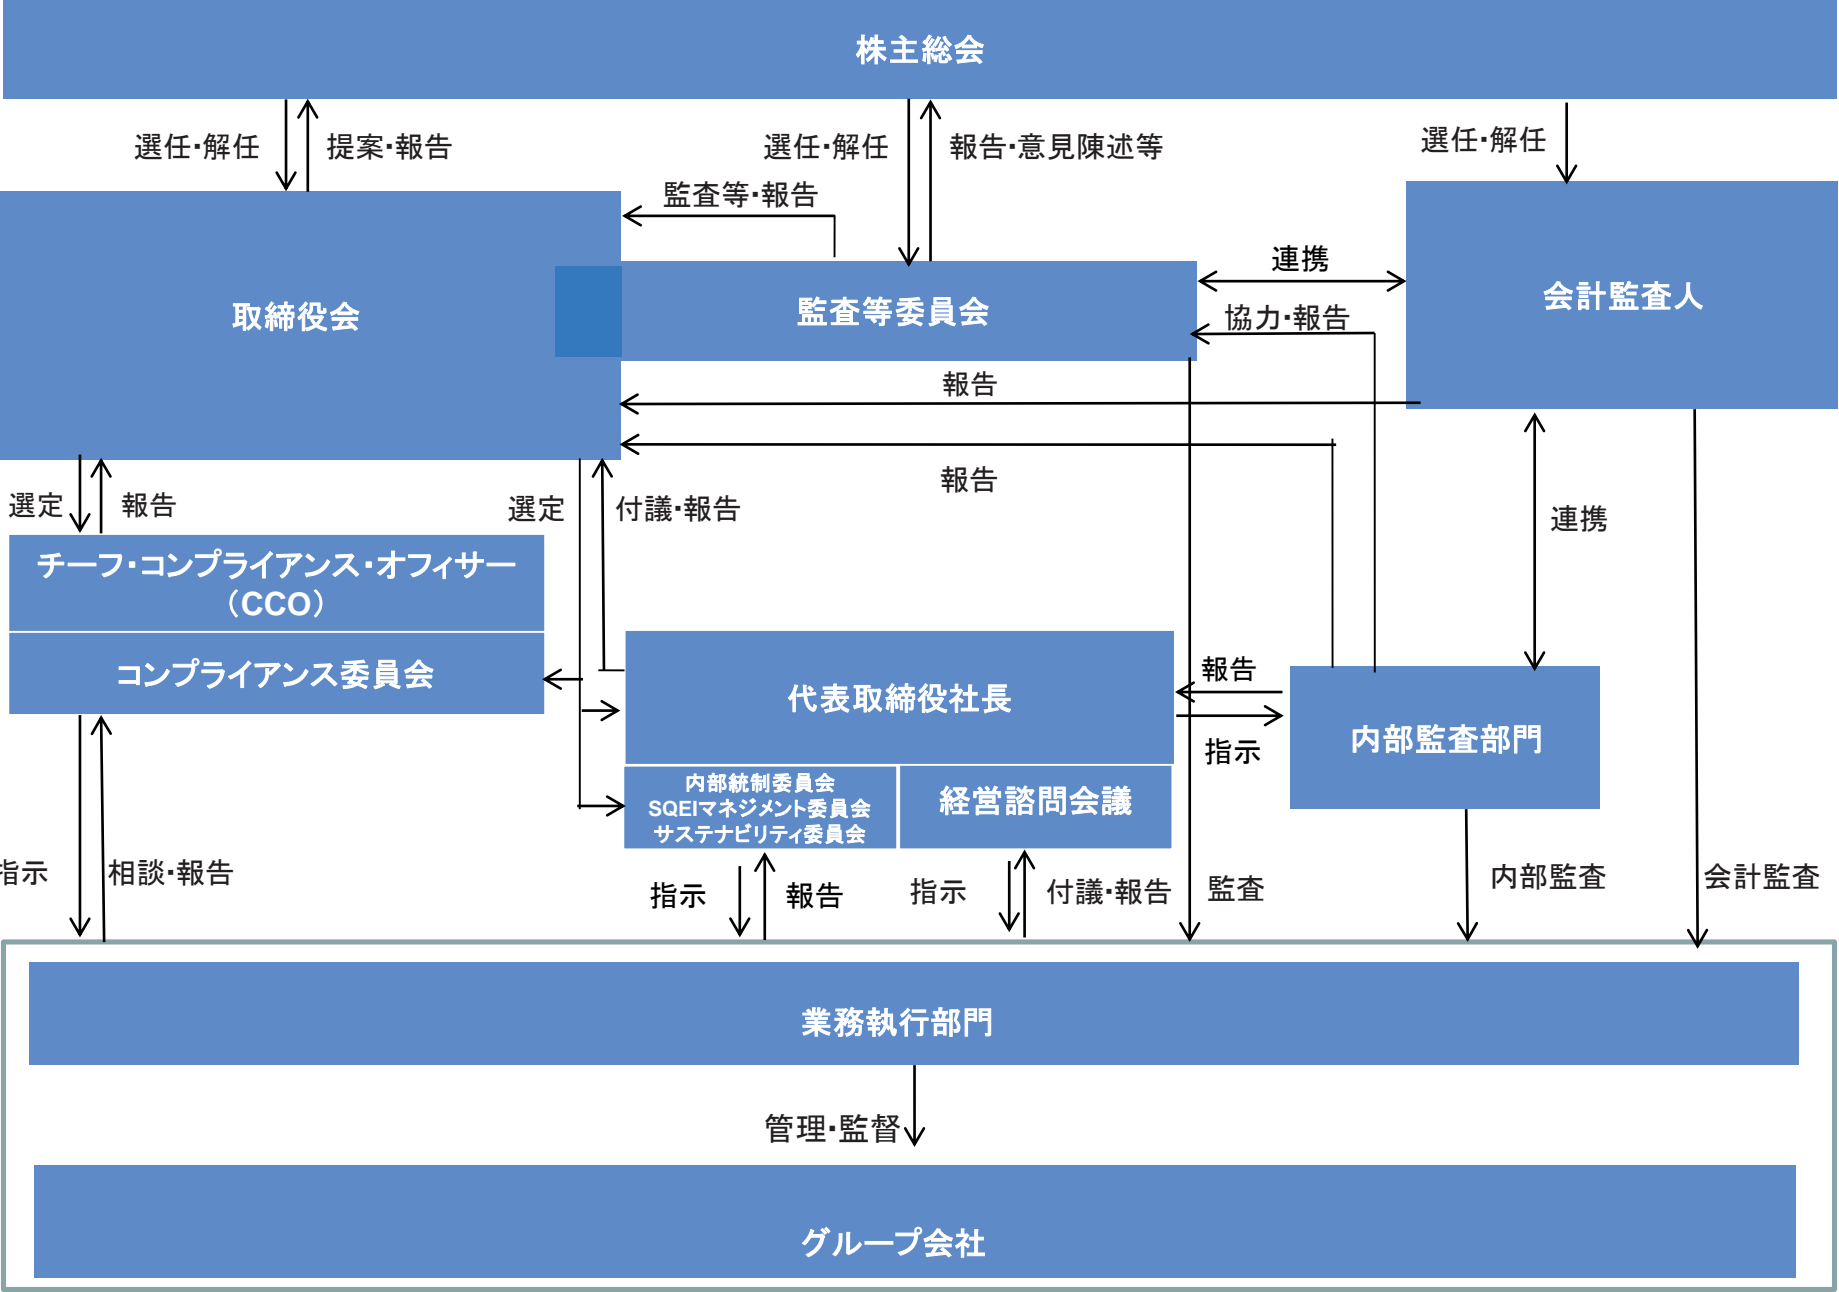 株主総会
選任・解任
提案・報告
選任・解任
報告・意見陳述等
選任・解任
監査等・報告
取締役会
監査等委員会
連携
協力・報告
会計監査人
報告
報告
選定
報告
選定
付議・報告
連携
チーフ・コンプライアンス・オフィサー
（CCO）
コンプライアンス委員会
代表取締役社長
報告
指示
内部監査部門
内部統制委員会
SQEIマネジメント委員会
サステナビリティ委員会
経営諮問会議
指示
相談・報告
指示
報告
指示
付議・報告
監査
内部監査
会計監査
業務執行部門
管理・監督
グループ会社